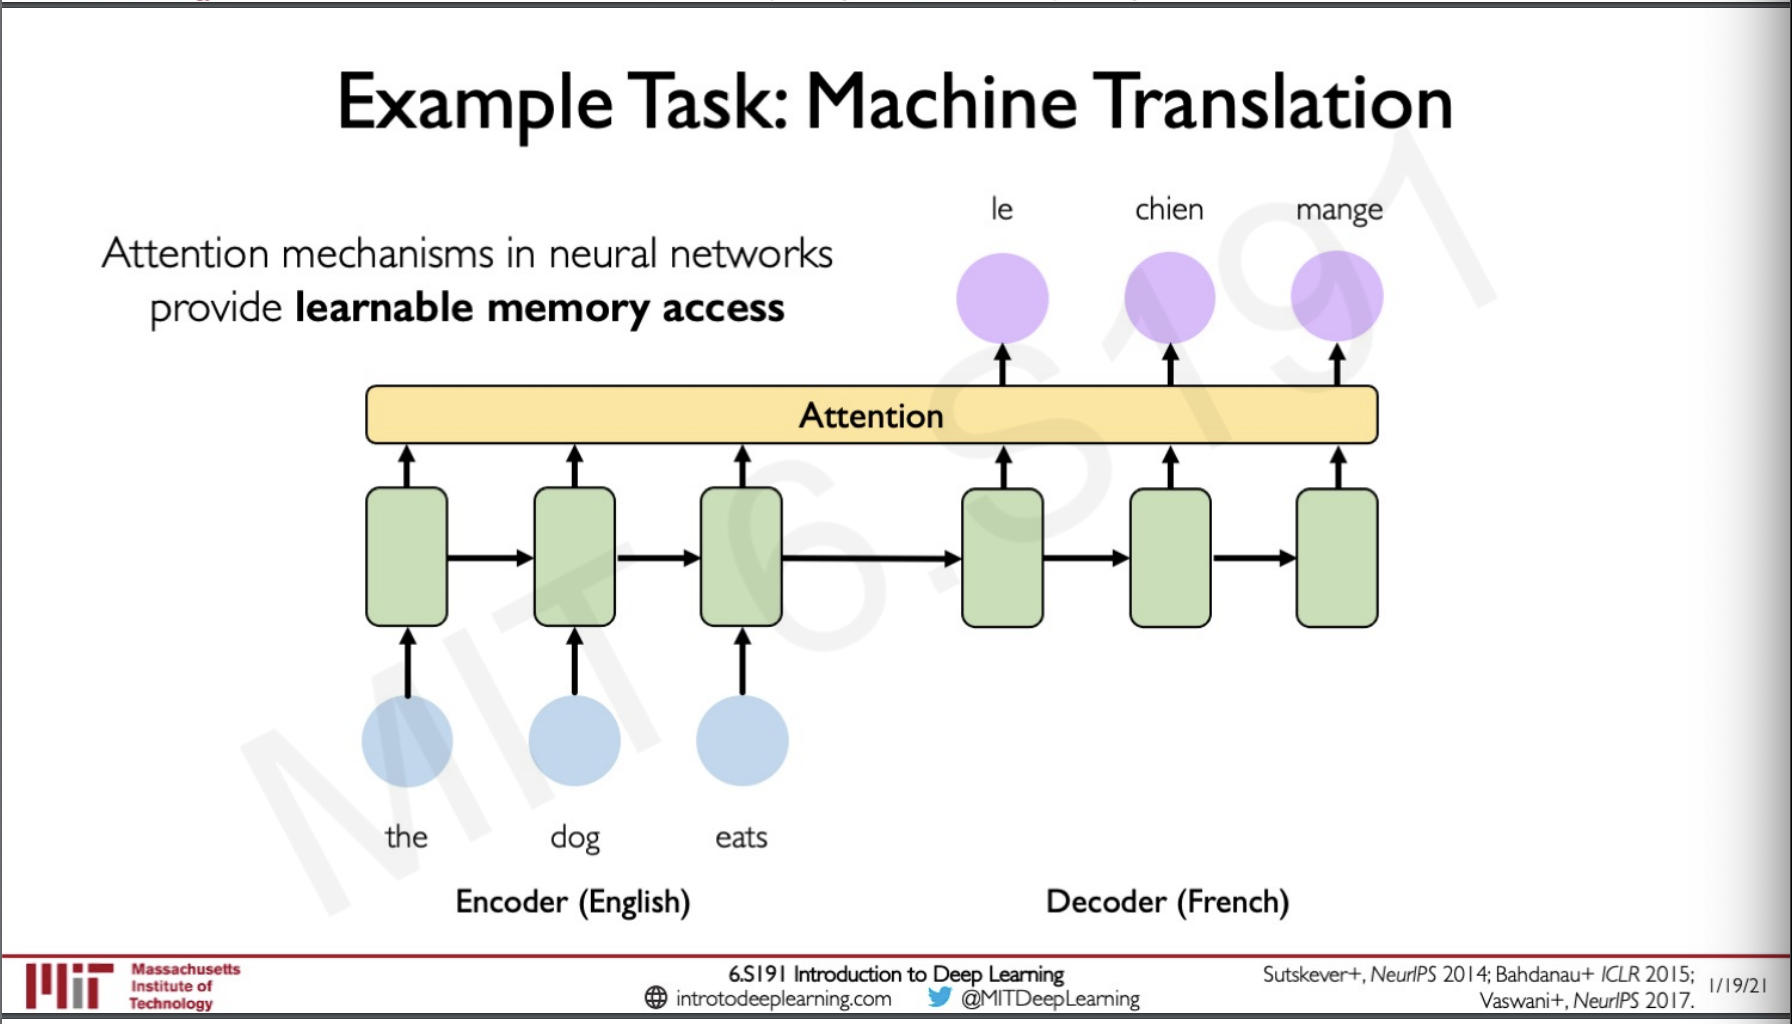 Example Task: Machine Translation
Attention mechanisms in neural networks
provide learnable memory access
le chien mange
Attention
the dog eats
Encoder (English) Decoder (French)
MIT 6.S191
Massachusetts
Institute of
Technology
6.S191 Introduction to Deep Learning
introtodeeplearning.com @MITDeepLearning
Sutskever+, NeurIPS 2014; Bahdanau+ ICLR 2015;
Vaswani+, NeurIPS 2017.
1/19/21